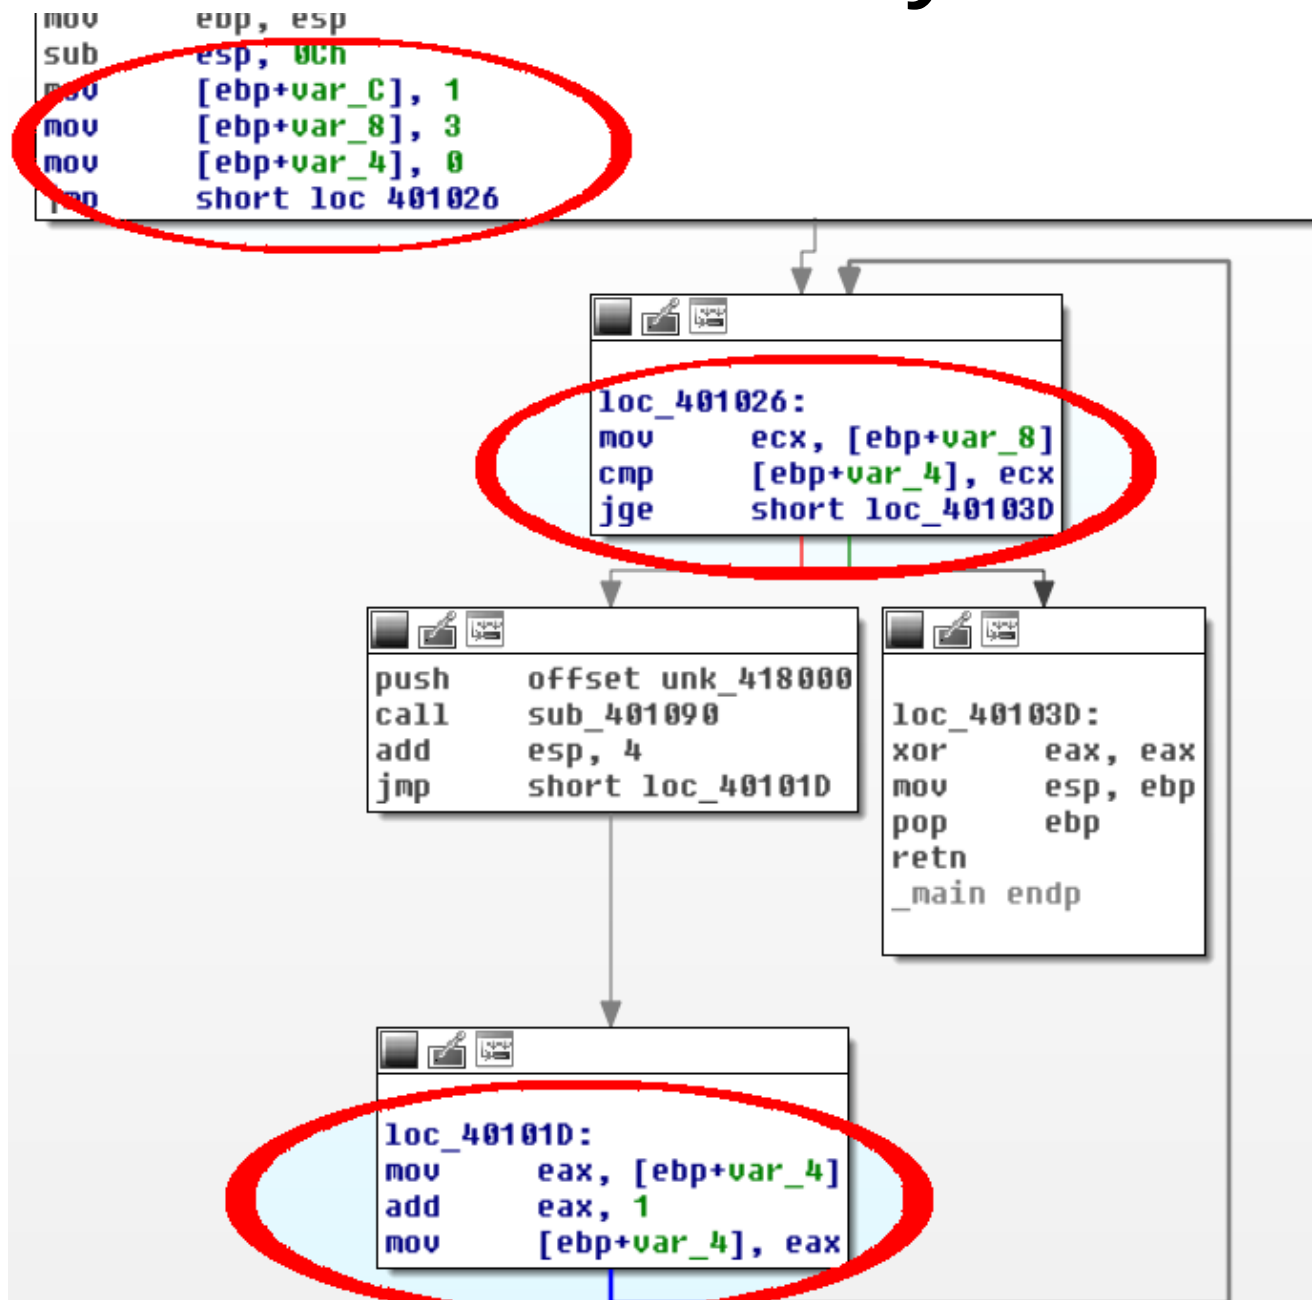 mov ebp, esp
sub esp, 0Ch
mov [ebp+var_C], 1
mov [ebp+var_8], 3
mov [ebp+var_4], 0
jmp short loc_401026
loc_401026:
mov ecx, [ebp+var_8]
cmp [ebp+var_4], ecx
jge short loc_40103D
push offset unk_418000
call sub_401090
add esp, 4
jmp short loc_40101D
loc_40103D:
xor eax, eax
mov esp, ebp
pop ebp
retn
_main endp
loc_40101D:
mov eax, [ebp+var_4]
add eax, 1
mov [ebp+var_4], eax